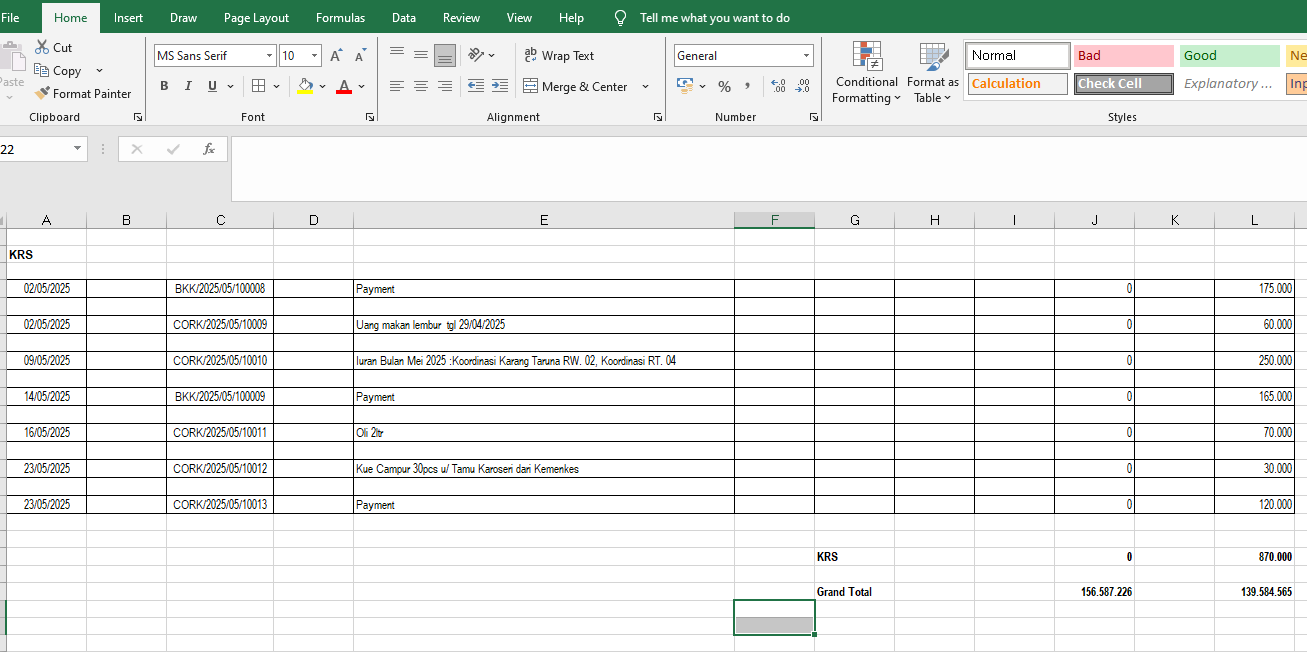 File Home Insert Draw Page Layout Formulas Data Review View Help Tell me what you want to do
Cut
Copy
Format Painter
Clipboard
MS Sans Serif 10
B I U
Font
ab Wrap Text
Merge & Center
Alignment
General
%
Number
Conditional Formatting
Format as Table
Normal Bad Good Ne
Calculation Check Cell Explanatory ... Inp
Styles
22 fx
A B C D E F G H I J K L
KRS
02/05/2025 BKK/2025/05/100008 Payment 0 175.000
02/05/2025 CORK/2025/05/10009 Uang makan lembur tgl 29/04/2025 0 60.000
09/05/2025 CORK/2025/05/10010 Iuran Bulan Mei 2025 :Koordinasi Karang Taruna RW. 02, Koordinasi RT. 04 0 250.000
14/05/2025 BKK/2025/05/100009 Payment 0 165.000
16/05/2025 CORK/2025/05/10011 Oli 2ltr 0 70.000
23/05/2025 CORK/2025/05/10012 Kue Campur 30pcs u/ Tamu Karoseri dari Kemenkes 0 30.000
23/05/2025 CORK/2025/05/10013 Payment 0 120.000
KRS 0 870.000
Grand Total 156.587.226 139.584.565